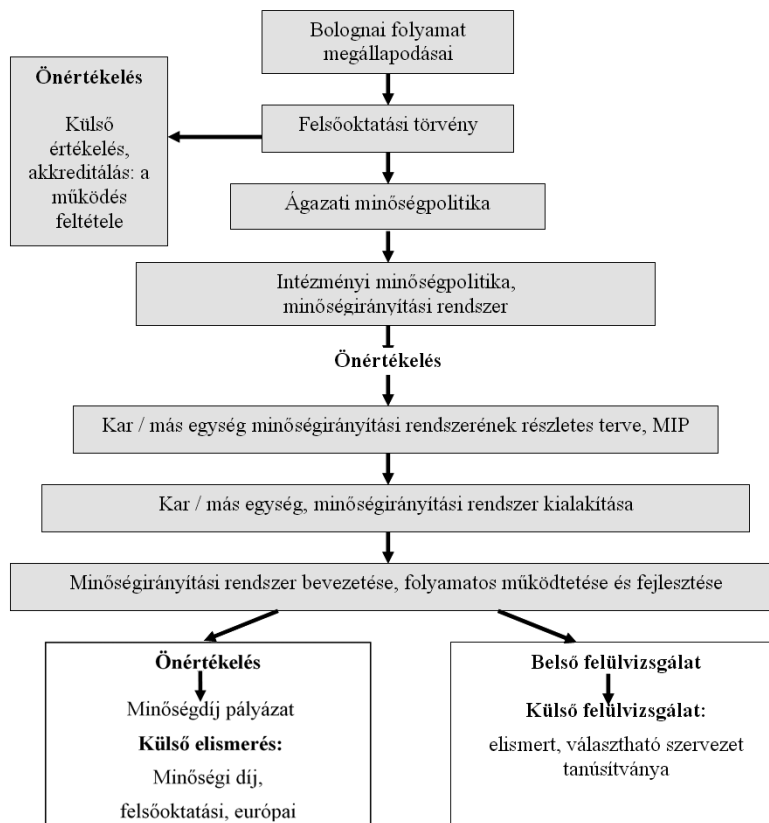 Bolognai folyamat
megállapodásai
Önértékelés
Külső
értékelés,
akkreditálás: a
működés
feltétele
Felsőoktatási törvény
Ágazati minőségpolitika
Intézményi minőségpolitika,
minőségirányítási rendszer
Önértékelés
Kar / más egység minőségirányítási rendszerének részletes terve, MIP
Kar / más egység, minőségirányítási rendszer kialakítása
Minőségirányítási rendszer bevezetése, folyamatos működtetése és fejlesztése
Önértékelés
Minőségdíj pályázat
Külső elismerés:
Minőségi díj,
felsőoktatási, európai
Belső felülvizsgálat
Külső felülvizsgálat:
elismert, választható szervezet
tanúsítványa